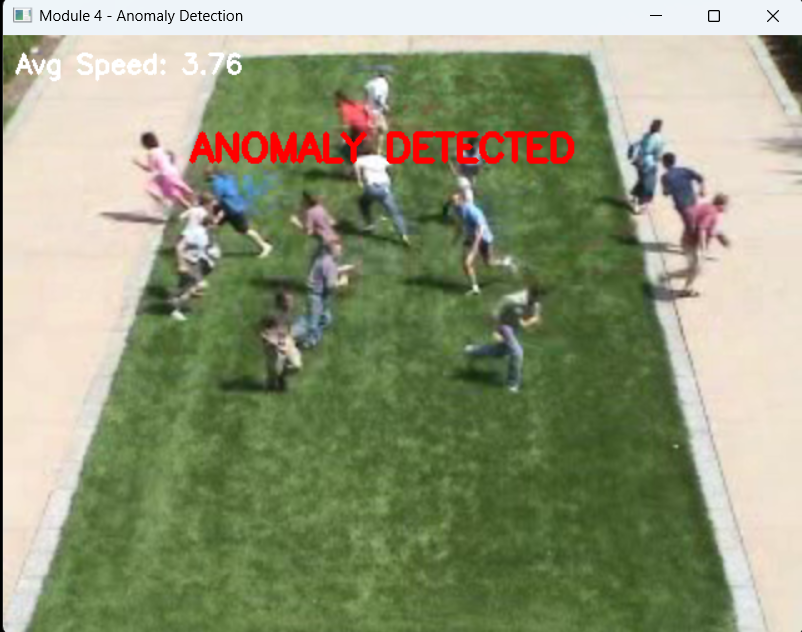 Module 4 - Anomaly Detection
Avg Speed: 3.76
ANOMALY DETECTED